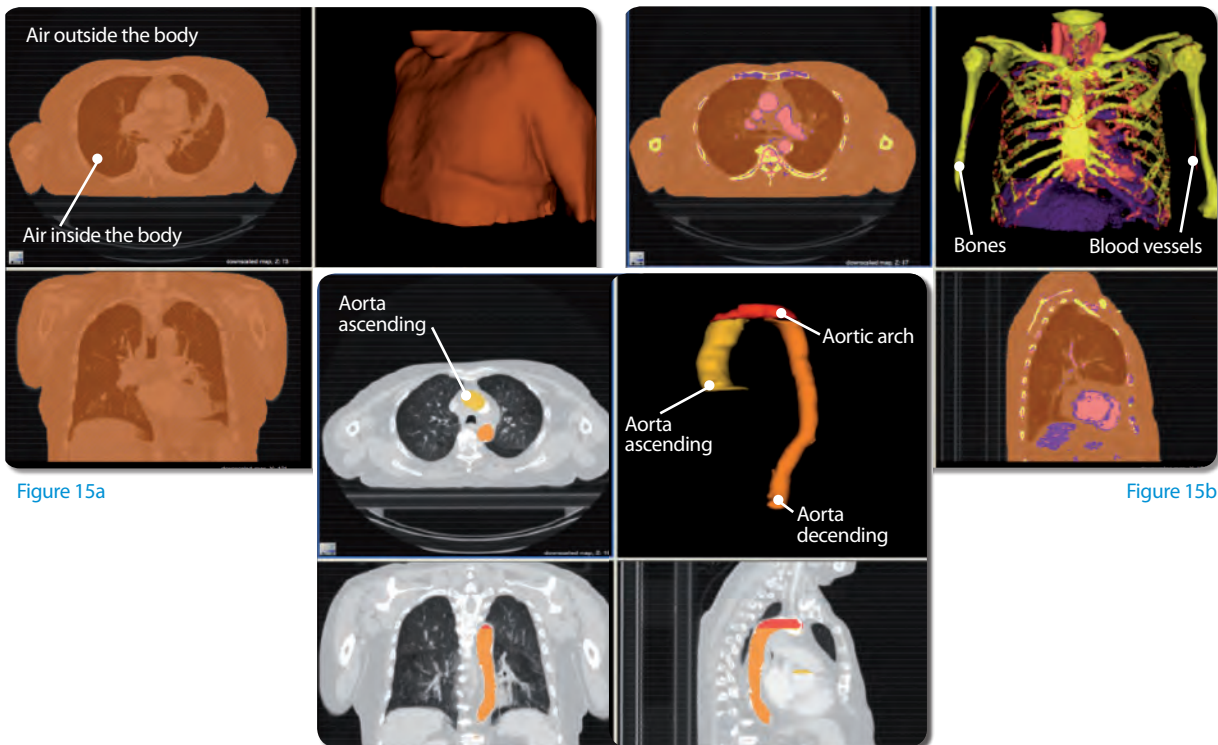 Air outside the body
Air inside the body
Bones
Blood vessels
Aorta
ascending
Aortic arch
Aorta
ascending
Aorta
decending
Figure 15a
Figure 15b